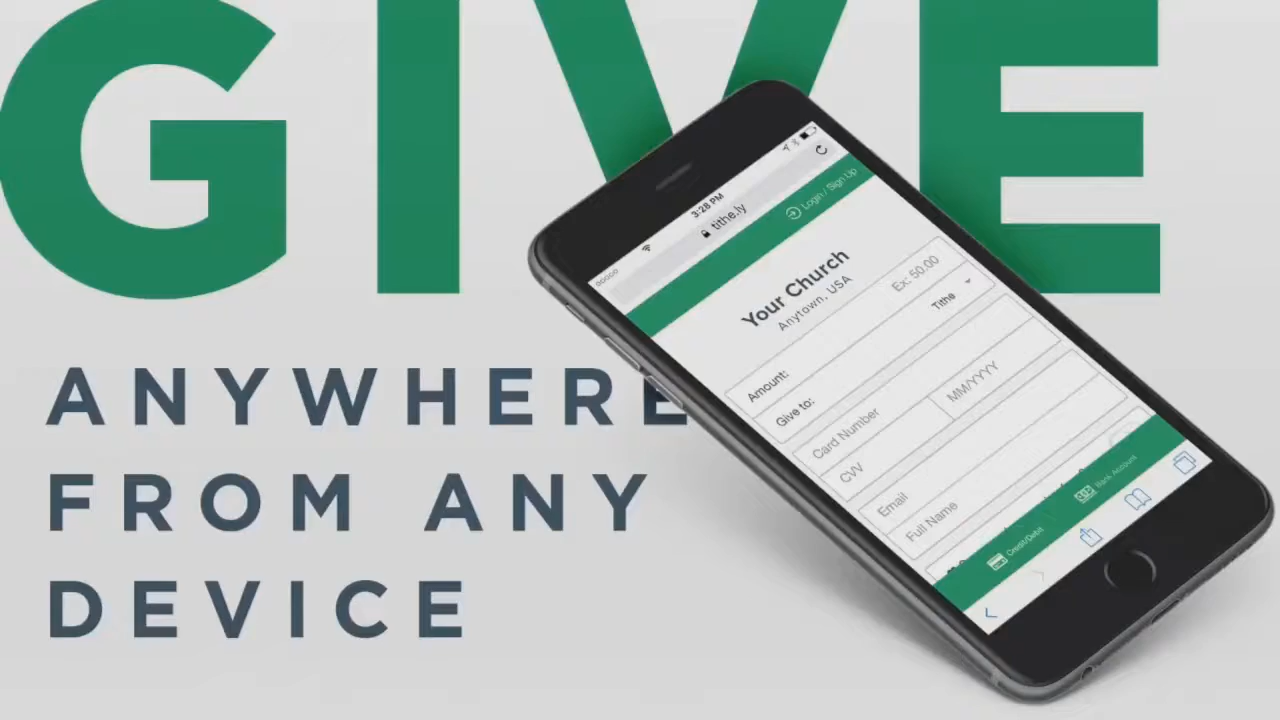 GIVE
ANYWHERE
FROM ANY
DEVICE
3:28 PM
tithe.ly
Login / Sign Up
Your Church
Anytown, USA
Amount: Ex: 50.00
Give to: Tithe
Card Number MM/YYYY
CVV
Email
Full Name
Credit/Debit Bank Account